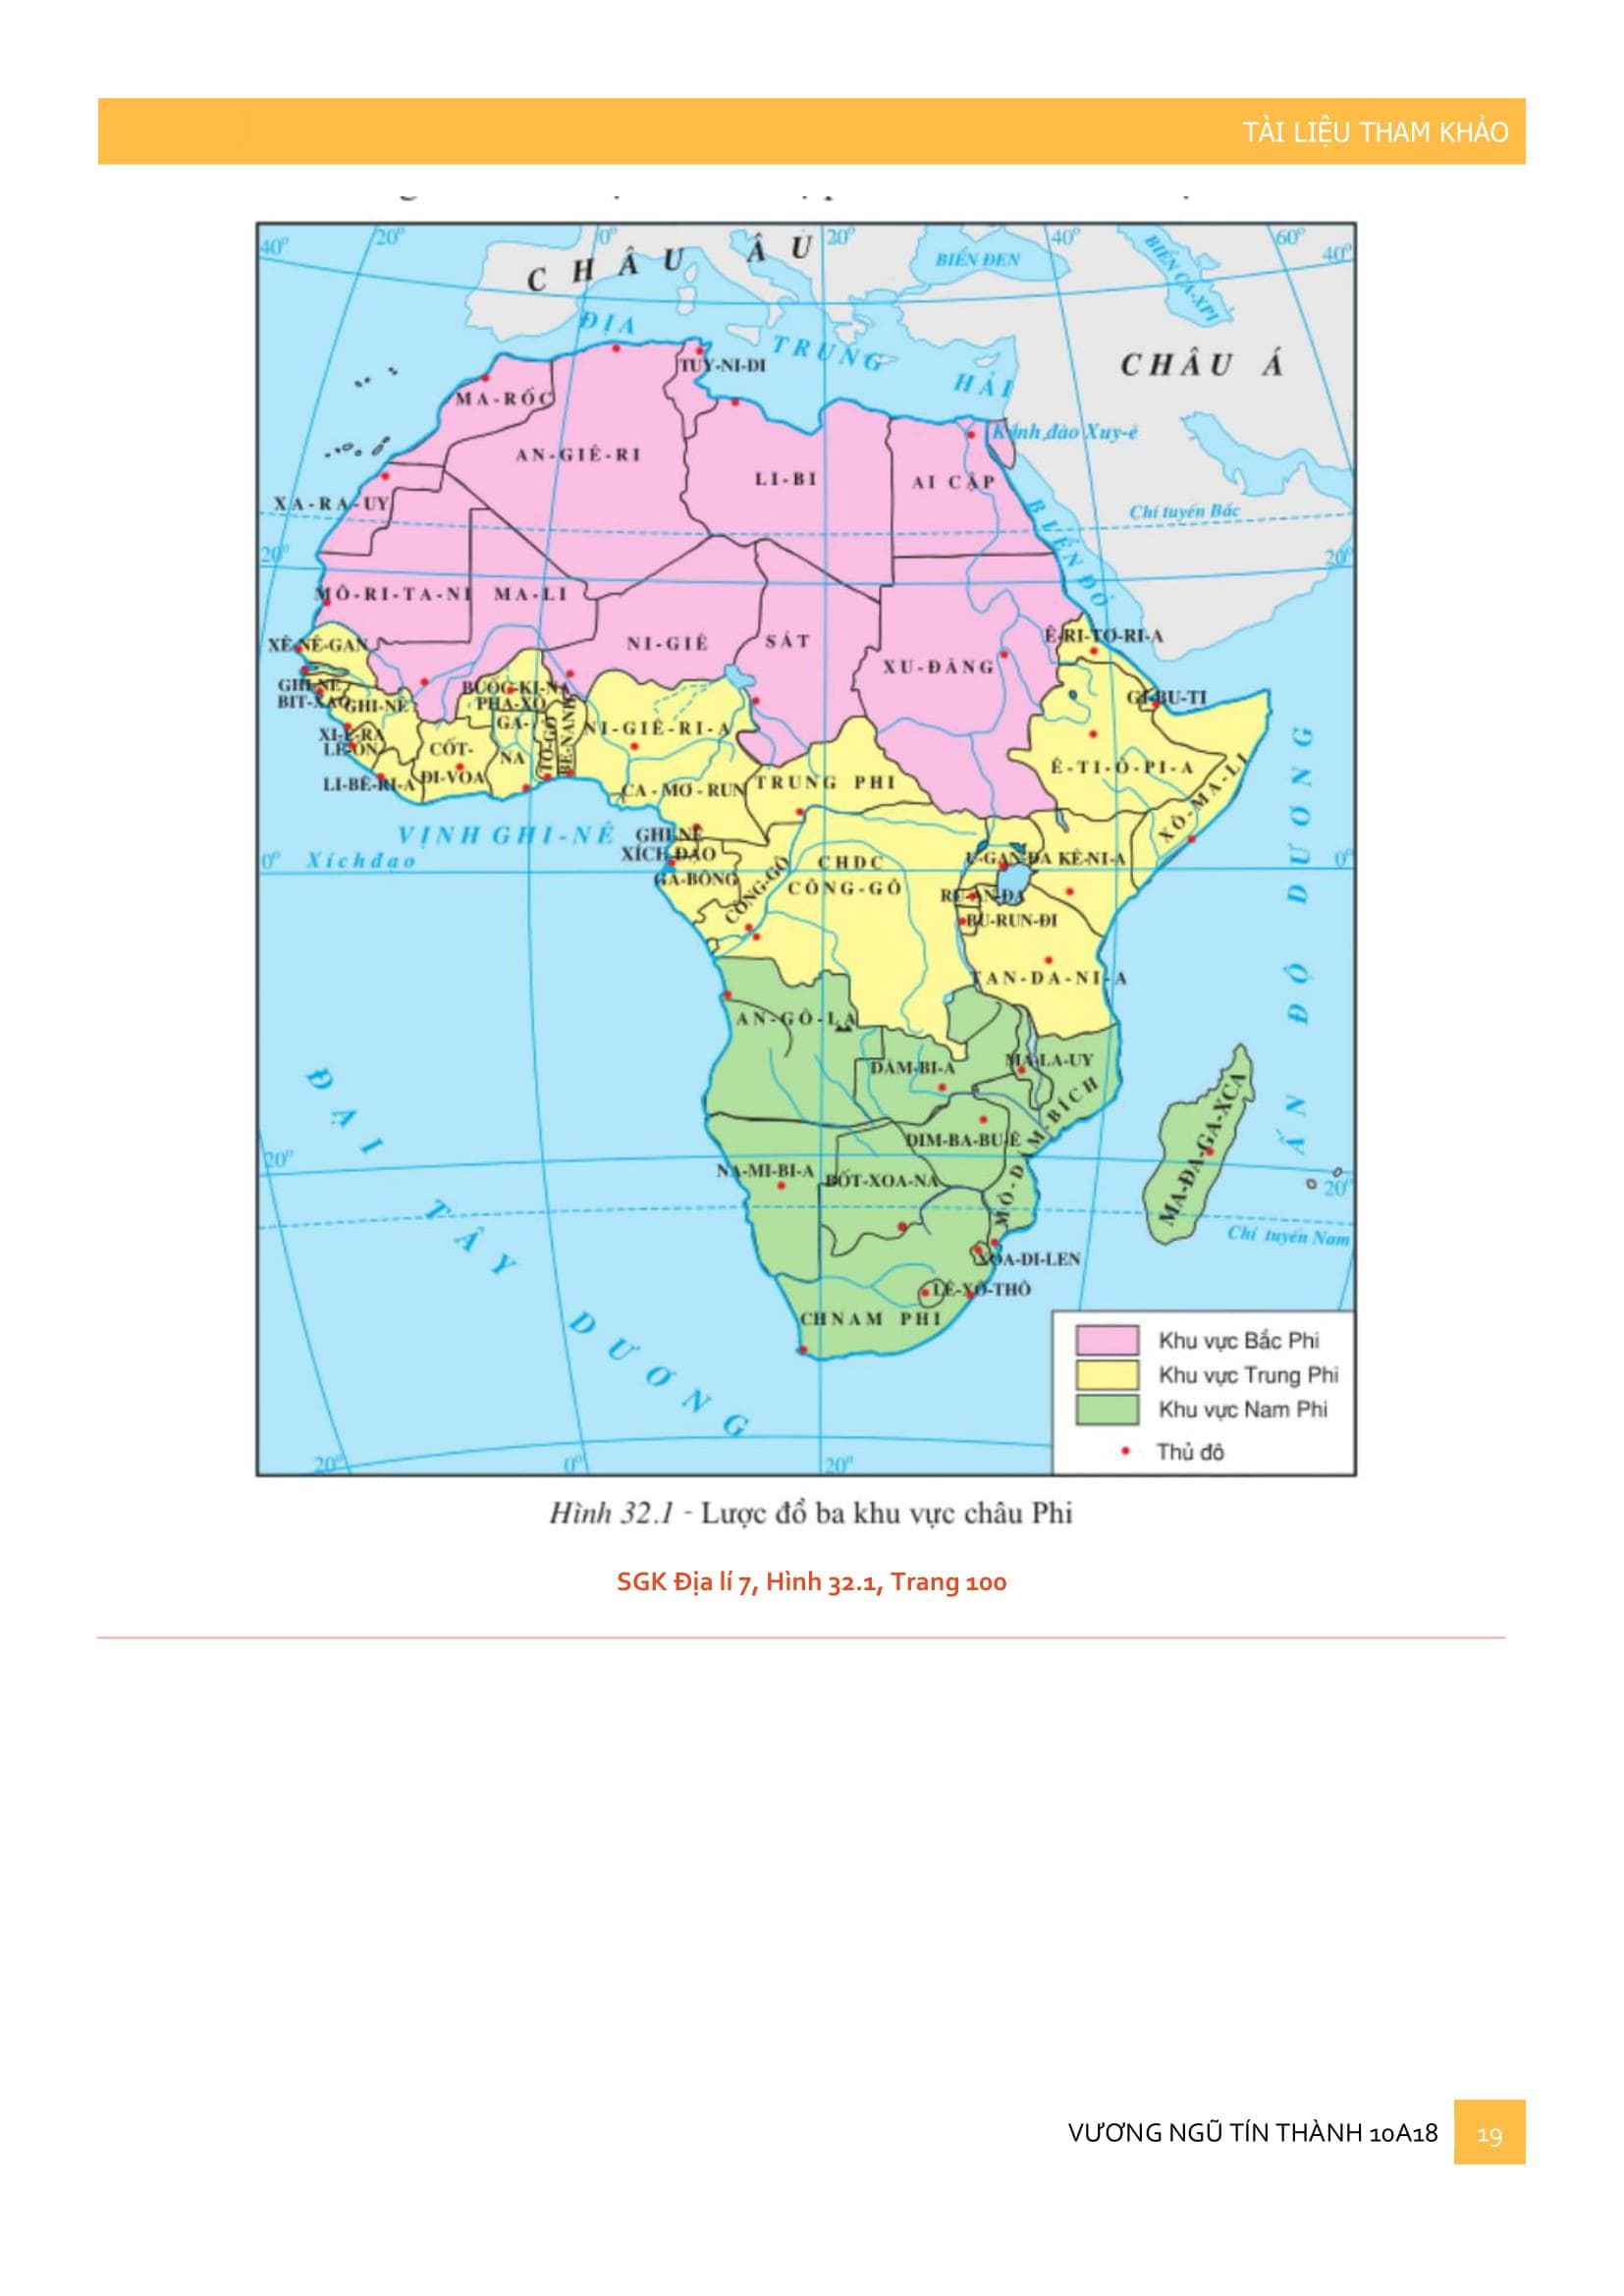 TÀI LIỆU THAM KHẢO
40° 20° 0° 20° 40° 60° 40°
CHÂU ÂU
BIỂN ĐEN
BIỂN CA-XPI
ĐỊA TRUNG HẢI
CHÂU Á
TUY-NI-DI
MA-RỐC
Kênh đào Xuy-ê
AN-GIÊ-RI
LI-BI
AI CẬP
XA-RA-UY
BIỂN ĐỎ
Chí tuyến Bắc
20° 20°
MÔ-RI-TA-NI MA-LI
NI-GIÊ
SÁT
XU-ĐĂNG
Ê-RI-TƠ-RI-A
XÊ-NÊ-GAN
GHI-NÊ
BIT-XAO
GHI-NÊ
BUỐC-KI-NA
PHA-XÔ
GI-BU-TI
GA-
NA
TÔ-GÔ
BÊ-NANH
NI-GIÊ-RI-A
XI-Ê-RA
LÊ-ÔN
CỐT-
ĐI-VOA
LI-BÊ-RI-A
Ê-TI-Ô-PI-A
XÔ-MA-LI
CA-MƠ-RUN
TRUNG PHI
VỊNH GHI-NÊ
GHI-NÊ
XÍCH ĐẠO
0° Xích đạo 0°
GA-BÔNG
CÔNG-GÔ
CHDC
CÔNG-GÔ
U-GAN-ĐA KÊ-NI-A
RU-AN-ĐA
BU-RUN-ĐI
TAN-DA-NI-A
ẤN ĐỘ DƯƠNG
AN-GÔ-LA
DĂM-BI-A
MA-LA-UY
MÔ-DĂM-BÍCH
MA-ĐA-GA-XCA
DIM-BA-BU-Ê
ĐẠI TÂY DƯƠNG
20° 20°
NA-MI-BI-A
BỐT-XOA-NA
Chí tuyến Nam
XOA-DI-LEN
LÊ-XÔ-THÔ
CHNAM PHI
Khu vực Bắc Phi
Khu vực Trung Phi
Khu vực Nam Phi
Thủ đô
20° 0° 20°
Hình 32.1 - Lược đồ ba khu vực châu Phi
SGK Địa lí 7, Hình 32.1, Trang 100
VƯƠNG NGŨ TÍN THÀNH 10A18 19